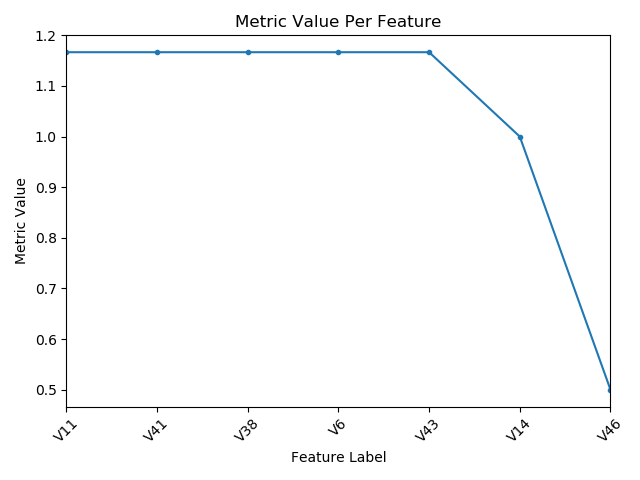 Metric Value Per Feature
1.2
1.1
1.0
0.9
0.8
0.7
0.6
0.5
Metric Value
V11
V41
V38
V6
V43
V14
V46
Feature Label